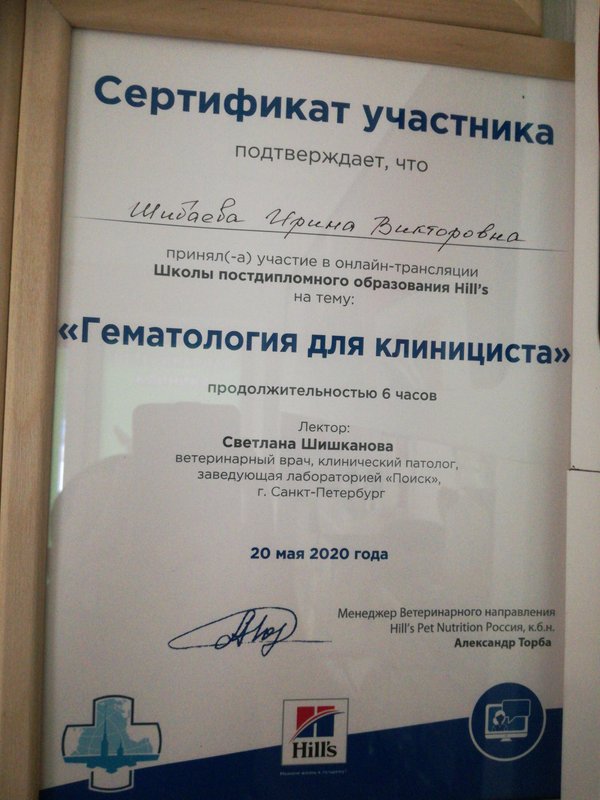 Сертификат участника
подтверждает, что
Шибаева Ирина Викторовна
принял(-а) участие в онлайн-трансляции
Школы постдипломного образования Hill's
на тему:
«Гематология для клинициста»
продолжительностью 6 часов
Лектор:
Светлана Шишканова
ветеринарный врач, клинический патолог,
заведующая лабораторией «Поиск»,
г. Санкт-Петербург
20 мая 2020 года
Менеджер Ветеринарного направления
Hill's Pet Nutrition Россия, к.б.н.
Александр Торба
Hill's